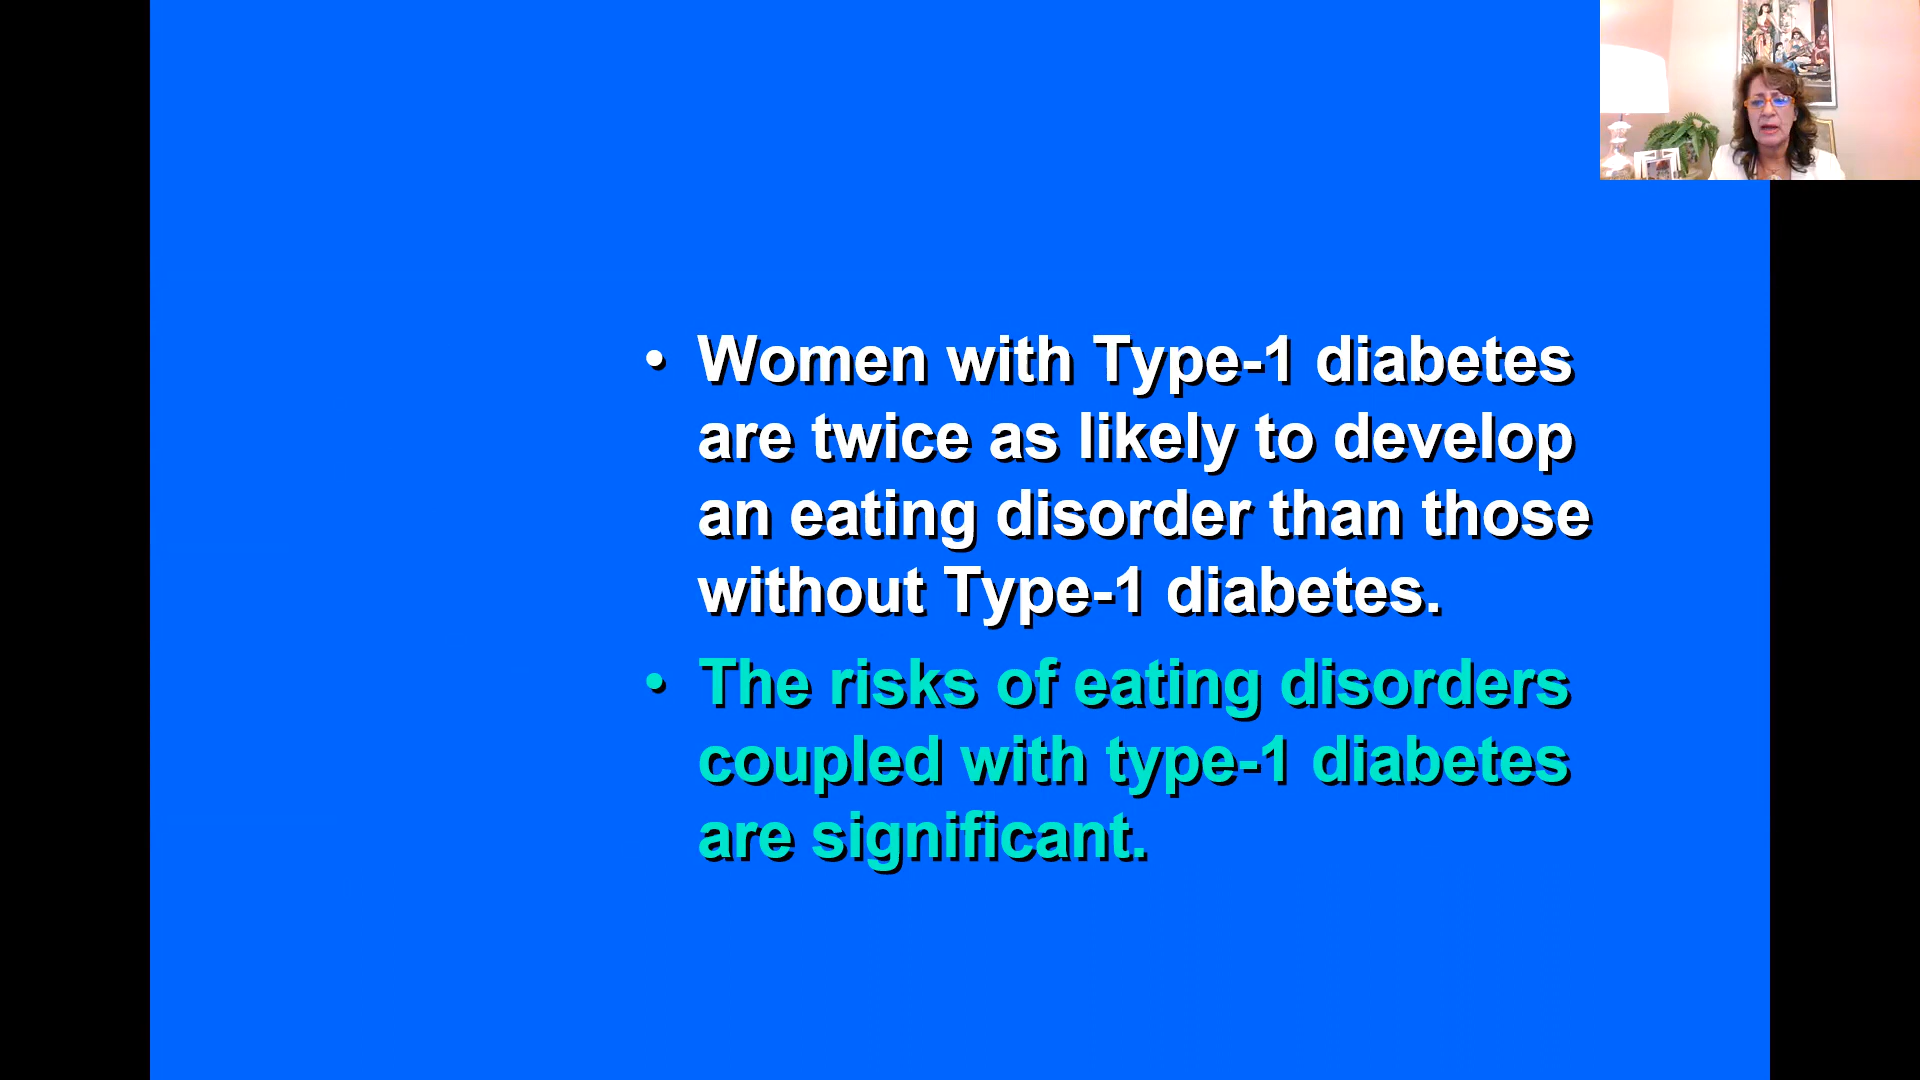 • Women with Type-1 diabetes
are twice as likely to develop
an eating disorder than those
without Type-1 diabetes.
• The risks of eating disorders
coupled with type-1 diabetes
are significant.